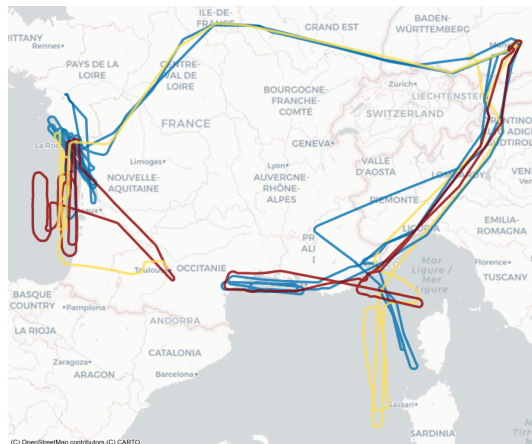 ILE-DE-
FRANCE
GRAND EST
BADEN-
WÜRTTEMBERG
RITTANY
Rennes
PAYS DE LA
LOIRE
CENTRE-
VAL DE
LOIRE
BOURGOGNE-
FRANCHE-
COMTÉ
Zurich
LIECHTENSTEIN
FRANCE
SWITZERLAND
GENEVA
Limoges
Lyon
VALLE
D'AOSTA
NOUVELLE-
AQUITAINE
AUVERGNE-
RHÔNE-
ALPES
PIEMONTE
EMILIA-
ROMAGNA
LIGURIA
Mar
Ligure /
Mer
Ligure
Florence
TUSCANY
Toulouse
OCCITANIE
BASQUE
COUNTRY
Pamplona
ANDORRA
LA RIOJA
CATALONIA
Zaragoza
Barcelona
ARAGON
Sassari
SARDINIA
(C) OpenStreetMap contributors (C) CARTO